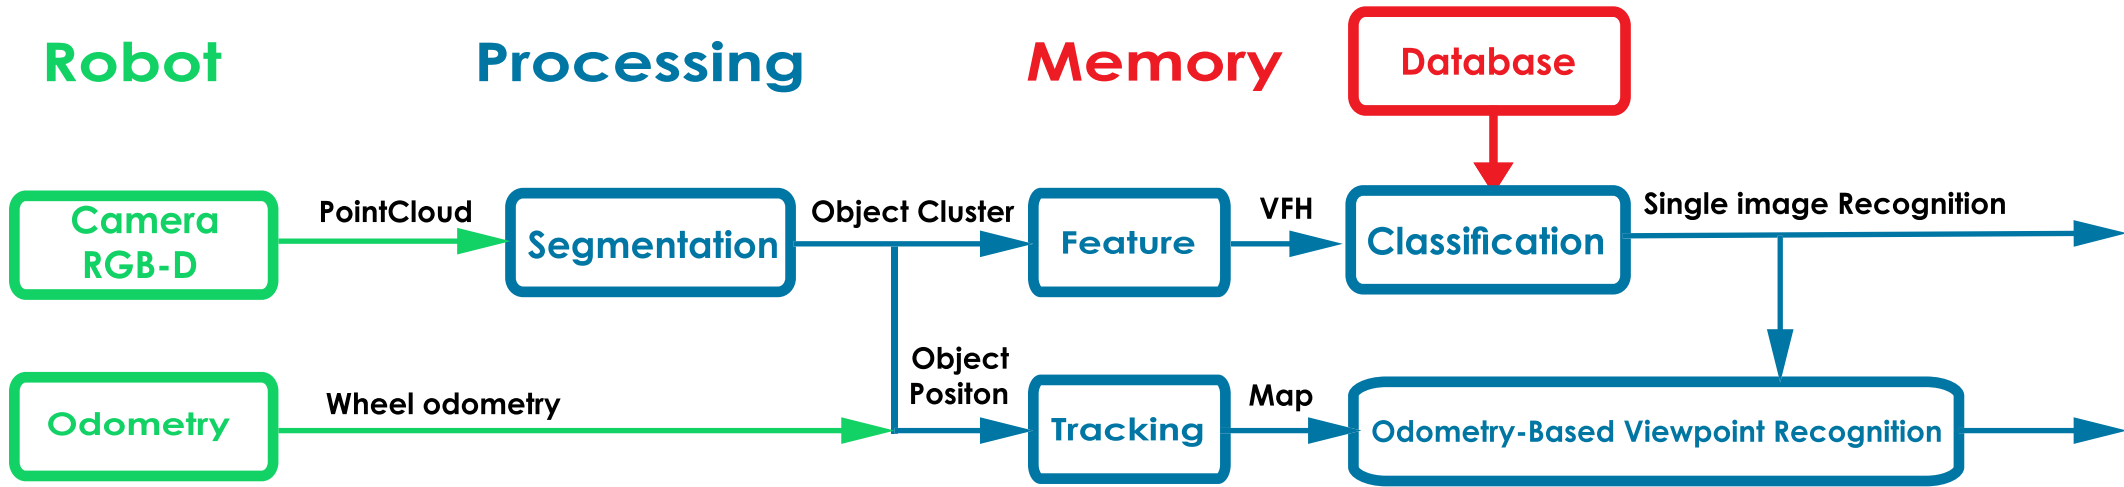 Robot
Processing
Memory
Database
Camera
RGB-D
PointCloud
Segmentation
Object Cluster
Feature
VFH
Classification
Single image Recognition
Odometry
Wheel odometry
Object
Positon
Tracking
Map
Odometry-Based Viewpoint Recognition